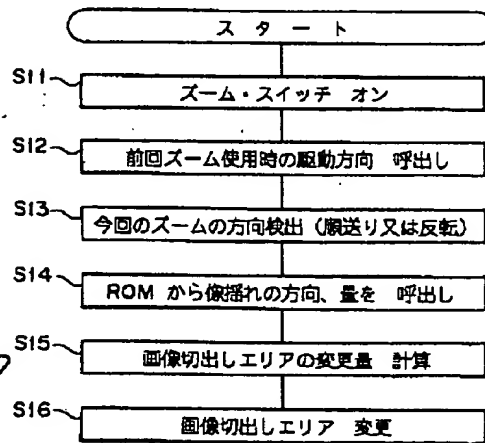 スタート
S11
ズーム・スイッチ オン
S12
前回ズーム使用時の駆動方向 呼出し
S13
今回のズームの方向検出（順送り又は反転）
S14
ROM から像揺れの方向、量を 呼出し
S15
画像切出しエリアの変更量 計算
S16
画像切出しエリア 変更